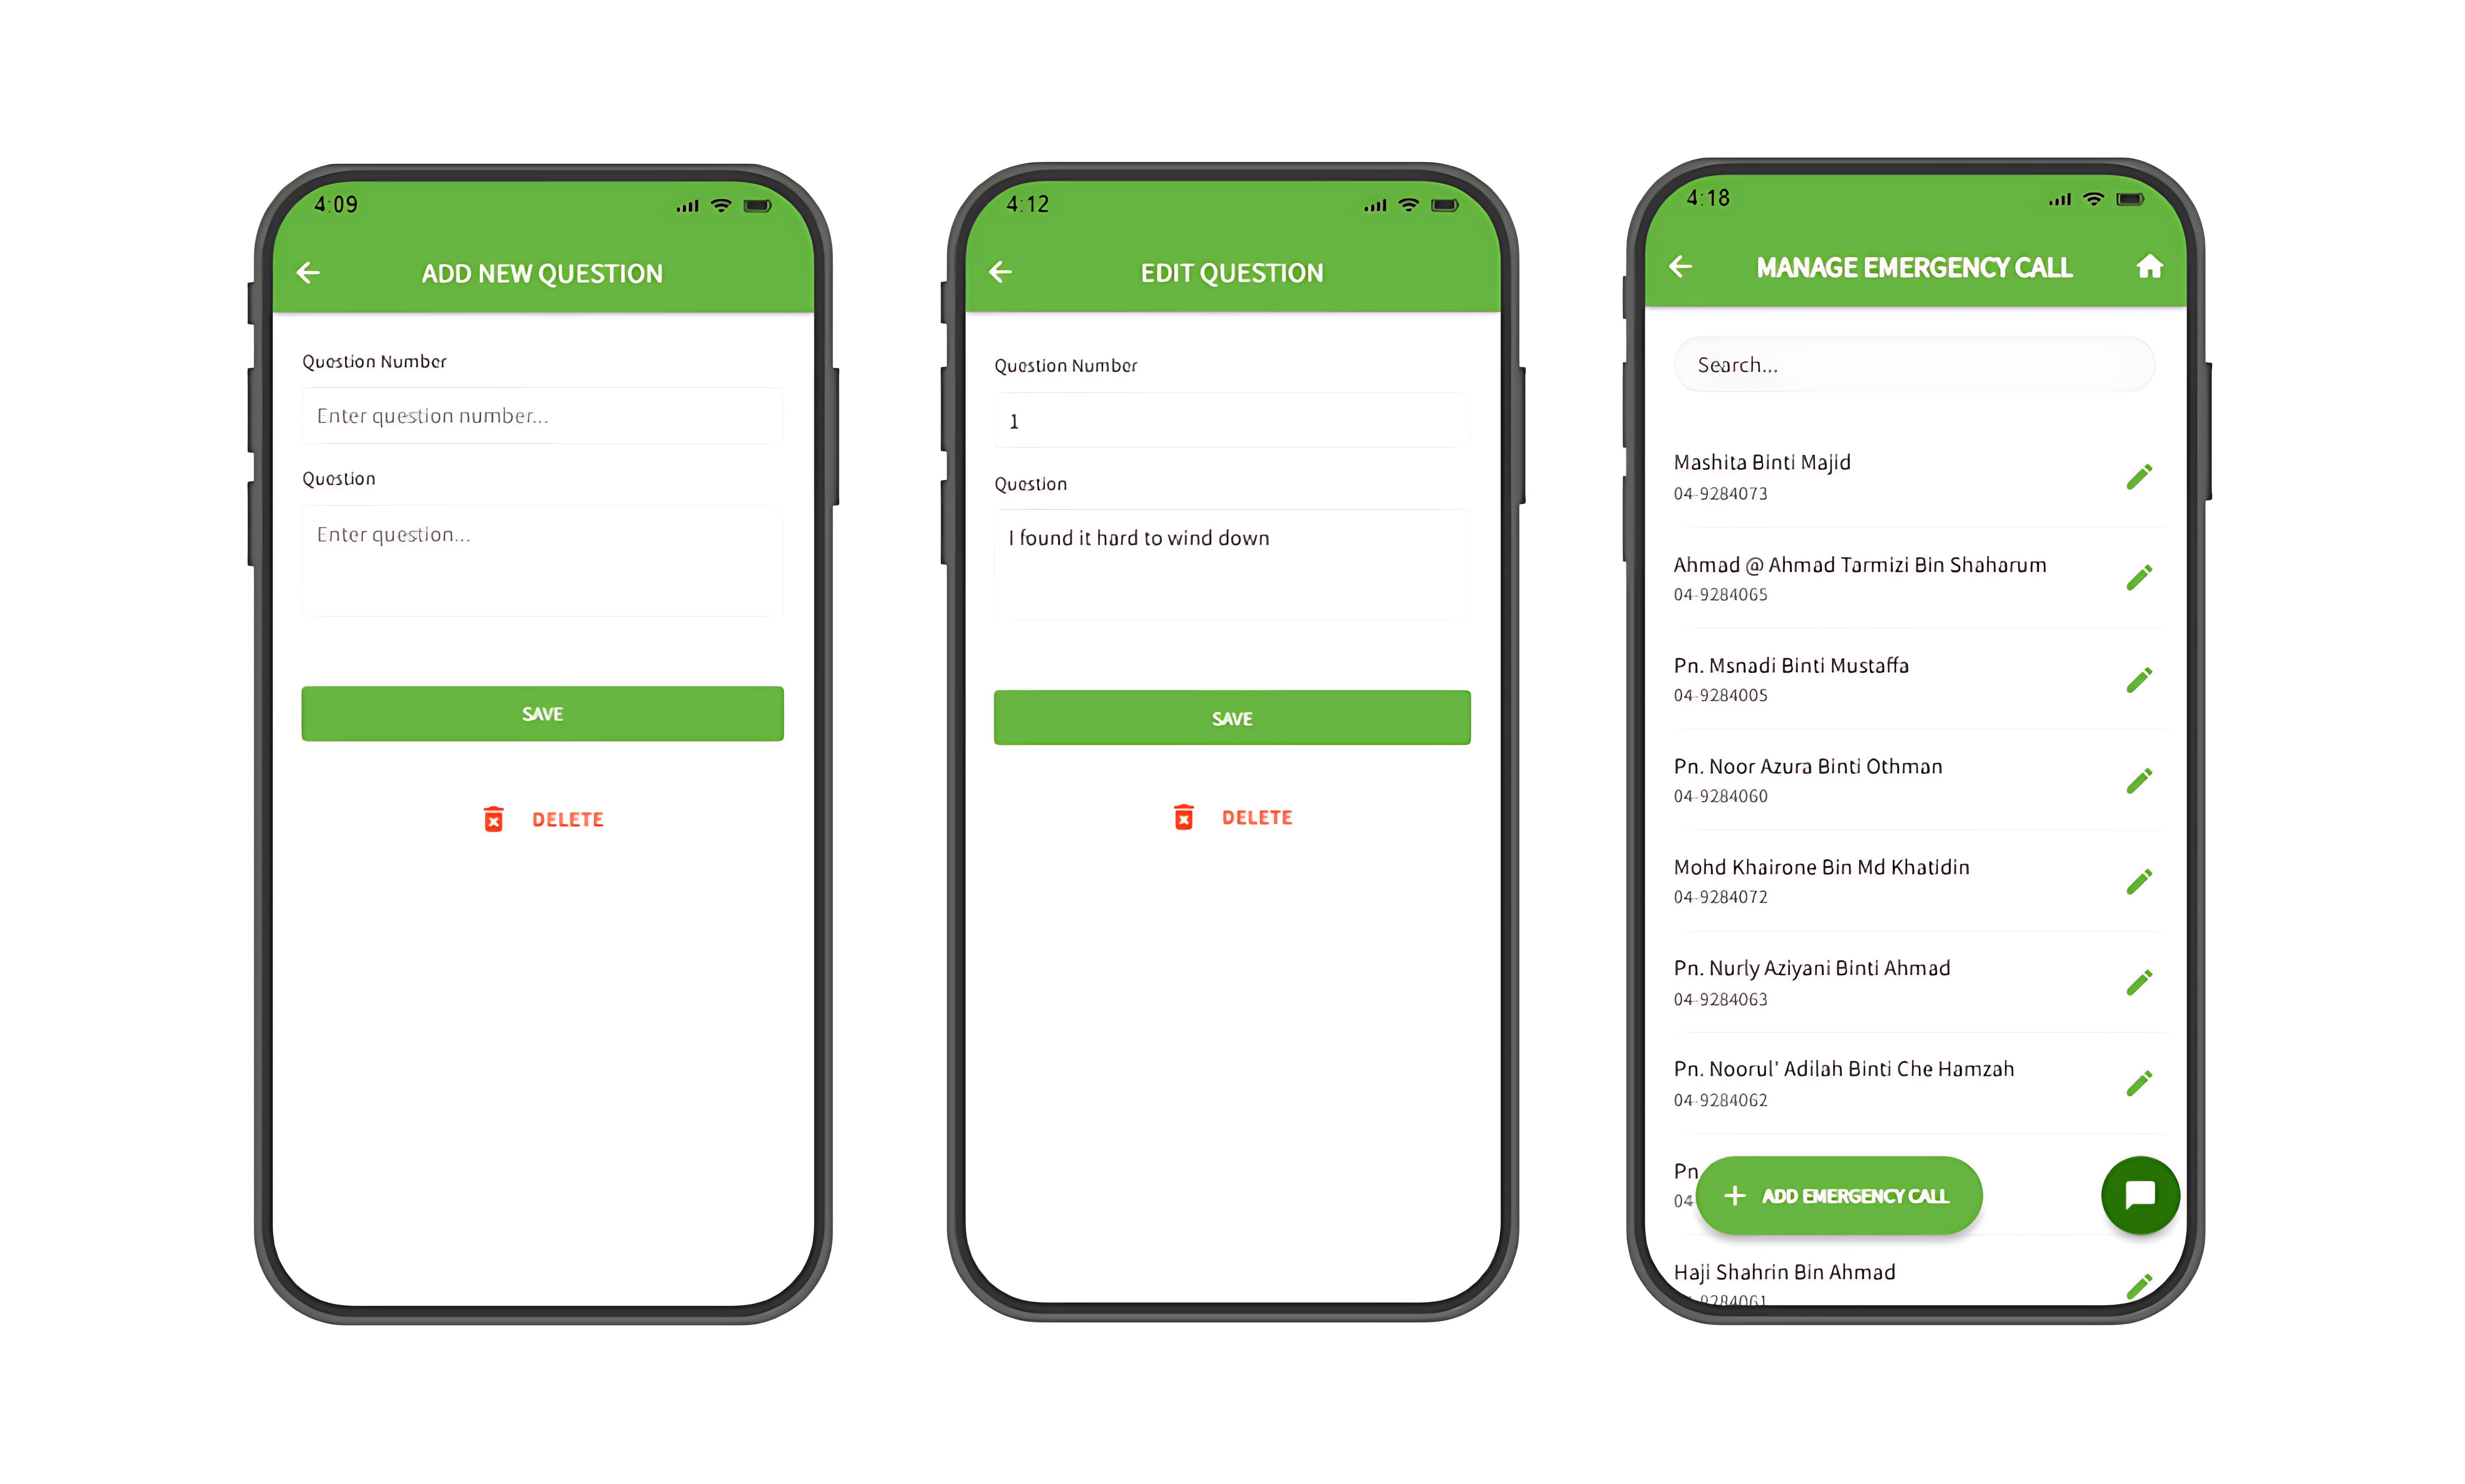 4:09
ADD NEW QUESTION
Question Number
Enter question number...
Question
Enter question...
SAVE
DELETE
4:12
EDIT QUESTION
Question Number
1
Question
I found it hard to wind down
SAVE
DELETE
4:18
MANAGE EMERGENCY CALL
Search...
Mashita Binti Majid
04-9284073
Ahmad @ Ahmad Tarmizi Bin Shaharum
04-9284065
Pn. Msnadi Binti Mustaffa
04-9284005
Pn. Noor Azura Binti Othman
04-9284060
Mohd Khairone Bin Md Khatidin
04-9284072
Pn. Nurly Aziyani Binti Ahmad
04-9284063
Pn. Noorul' Adilah Binti Che Hamzah
04-9284062
Pn
04
ADD EMERGENCY CALL
Haji Shahrin Bin Ahmad